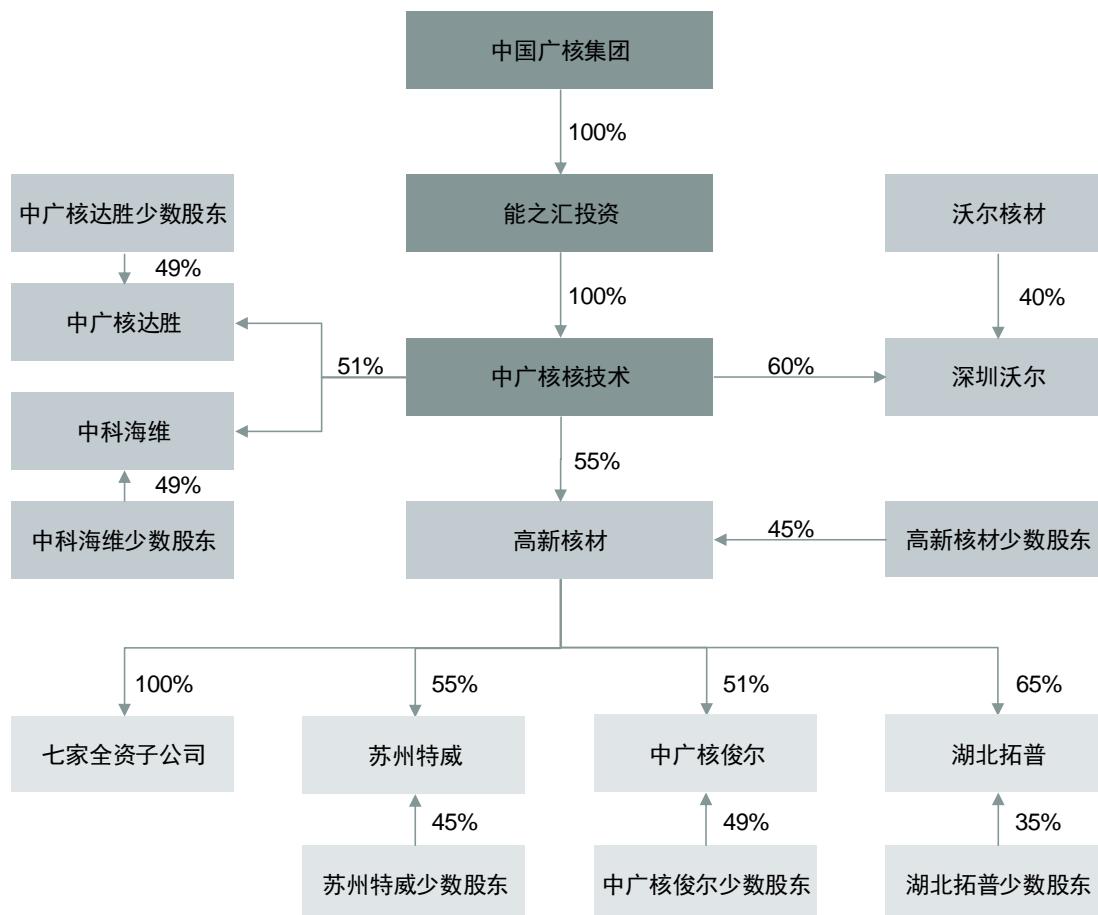 中国广核集团
100%
中广核达胜少数股东
能之汇投资
沃尔核材
49%
100%
40%
中广核达胜
51%
中广核核技术
60%
深圳沃尔
中科海维
55%
49%
中科海维少数股东
高新核材
45%
高新核材少数股东
100%
55%
51%
65%
七家全资子公司
苏州特威
中广核俊尔
湖北拓普
45%
49%
35%
苏州特威少数股东
中广核俊尔少数股东
湖北拓普少数股东